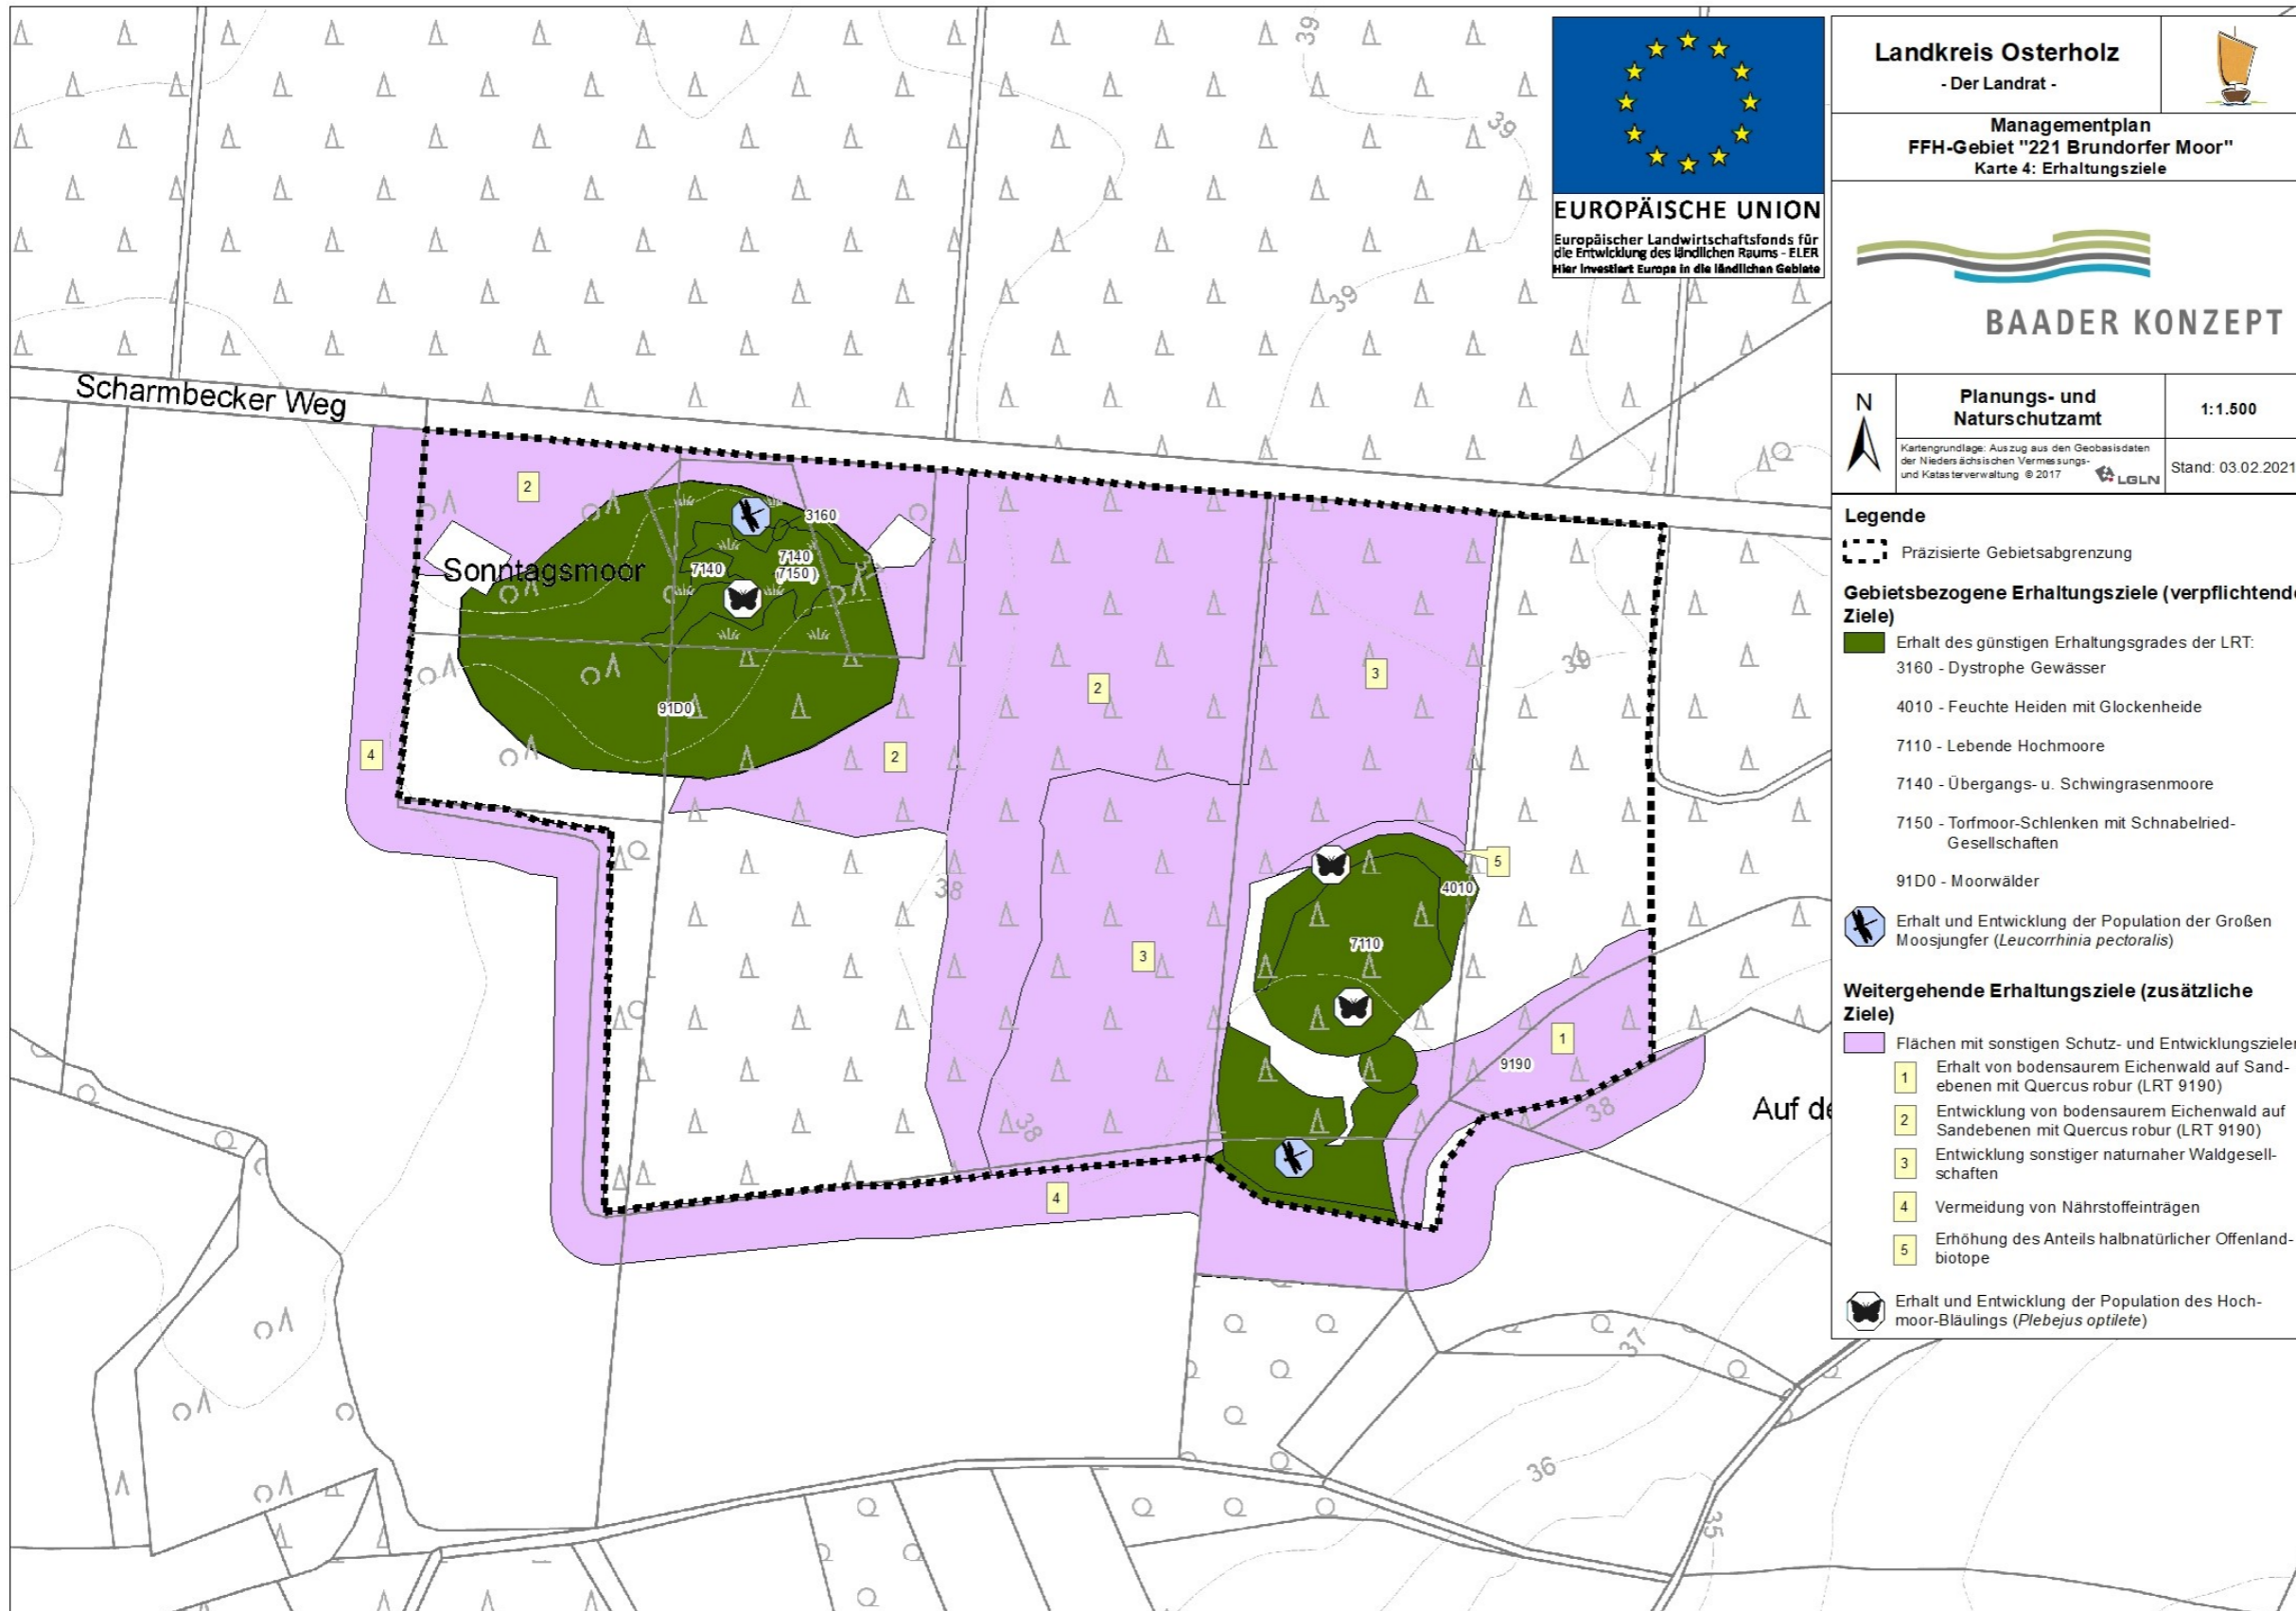 39
39
39
39
38
38
38
37
36
35
Scharmbecker Weg
Sonntagsmoor
Auf de
2
3160
7140
7140
(7150)
91D0
2
2
3
4
5
4010
7110
3
1
9190
4
EUROPÄISCHE UNION
Europäischer Landwirtschaftsfonds für
die Entwicklung des ländlichen Raums - ELER
Hier investiert Europa in die ländlichen Gebiete
Landkreis Osterholz
- Der Landrat -
Managementplan
FFH-Gebiet "221 Brundorfer Moor"
Karte 4: Erhaltungsziele
BAADER KONZEPT
N
Planungs- und
Naturschutzamt
1:1.500
Kartengrundlage: Auszug aus den Geobasisdaten
der Niedersächsischen Vermessungs-
und Katasterverwaltung © 2017
LGLN
Stand: 03.02.2021
Legende
Präzisierte Gebietsabgrenzung
Gebietsbezogene Erhaltungsziele (verpflichtende
Ziele)
Erhalt des günstigen Erhaltungsgrades der LRT:
3160 - Dystrophe Gewässer
4010 - Feuchte Heiden mit Glockenheide
7110 - Lebende Hochmoore
7140 - Übergangs- u. Schwingrasenmoore
7150 - Torfmoor-Schlenken mit Schnabelried-
Gesellschaften
91D0 - Moorwälder
Erhalt und Entwicklung der Population der Großen
Moosjungfer (Leucorrhinia pectoralis)
Weitergehende Erhaltungsziele (zusätzliche
Ziele)
Flächen mit sonstigen Schutz- und Entwicklungszielen
1 Erhalt von bodensaurem Eichenwald auf Sand-
ebenen mit Quercus robur (LRT 9190)
2 Entwicklung von bodensaurem Eichenwald auf
Sandebenen mit Quercus robur (LRT 9190)
3 Entwicklung sonstiger naturnaher Waldgesell-
schaften
4 Vermeidung von Nährstoffeinträgen
5 Erhöhung des Anteils halbnatürlicher Offenland-
biotope
Erhalt und Entwicklung der Population des Hoch-
moor-Bläulings (Plebejus optilete)